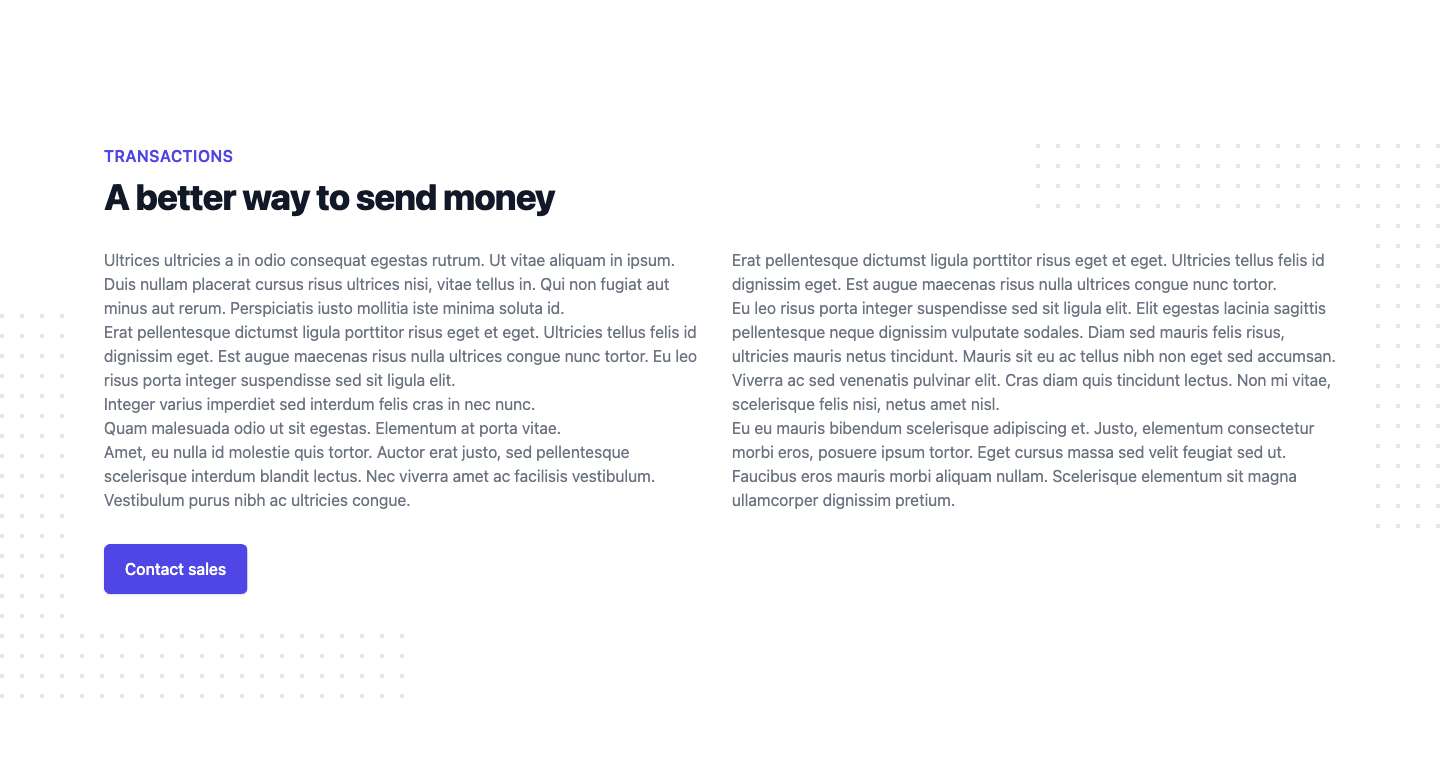 TRANSACTIONS
A better way to send money
Ultrices ultricies a in odio consequat egestas rutrum. Ut vitae aliquam in ipsum.
Duis nullam placerat cursus risus ultrices nisi, vitae tellus in. Qui non fugiat aut
minus aut rerum. Perspiciatis iusto mollitia iste minima soluta id.
Erat pellentesque dictumst ligula porttitor risus eget et eget. Ultricies tellus felis id
dignissim eget. Est augue maecenas risus nulla ultrices congue nunc tortor. Eu leo
risus porta integer suspendisse sed sit ligula elit.
Integer varius imperdiet sed interdum felis cras in nec nunc.
Quam malesuada odio ut sit egestas. Elementum at porta vitae.
Amet, eu nulla id molestie quis tortor. Auctor erat justo, sed pellentesque
scelerisque interdum blandit lectus. Nec viverra amet ac facilisis vestibulum.
Vestibulum purus nibh ac ultricies congue.
Erat pellentesque dictumst ligula porttitor risus eget et eget. Ultricies tellus felis id
dignissim eget. Est augue maecenas risus nulla ultrices congue nunc tortor.
Eu leo risus porta integer suspendisse sed sit ligula elit. Elit egestas lacinia sagittis
pellentesque neque dignissim vulputate sodales. Diam sed mauris felis risus,
ultricies mauris netus tincidunt. Mauris sit eu ac tellus nibh non eget sed accumsan.
Viverra ac sed venenatis pulvinar elit. Cras diam quis tincidunt lectus. Non mi vitae,
scelerisque felis nisi, netus amet nisl.
Eu eu mauris bibendum scelerisque adipiscing et. Justo, elementum consectetur
morbi eros, posuere ipsum tortor. Eget cursus massa sed velit feugiat sed ut.
Faucibus eros mauris morbi aliquam nullam. Scelerisque elementum sit magna
ullamcorper dignissim pretium.
Contact sales